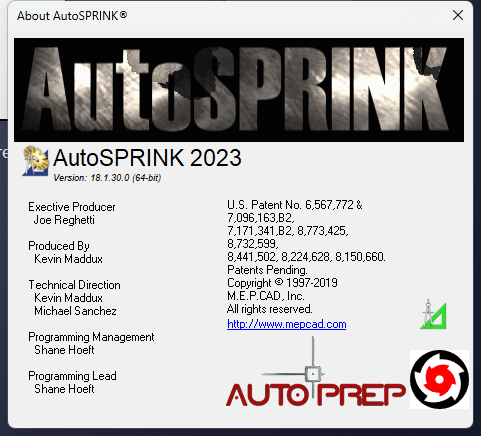 About AutoSPRINK®
AutoSPRINK
AutoSPRINK 2023
Version: 18.1.30.0 (64-bit)
Exective Producer
Joe Reghetti
Produced By
Kevin Maddux
Technical Direction
Kevin Maddux
Michael Sanchez
Programming Management
Shane Hoeft
Programming Lead
Shane Hoeft
U.S. Patent No. 6,567,772 &
7,096,163,B2,
7,171,341,B2, 8,773,425,
8,732,599,
8,441,502, 8,224,628, 8,150,660.
Patents Pending.
Copyright © 1997-2019
M.E.P.CAD, Inc.
All rights reserved.
http://www.mepcad.com
AUTO PREP